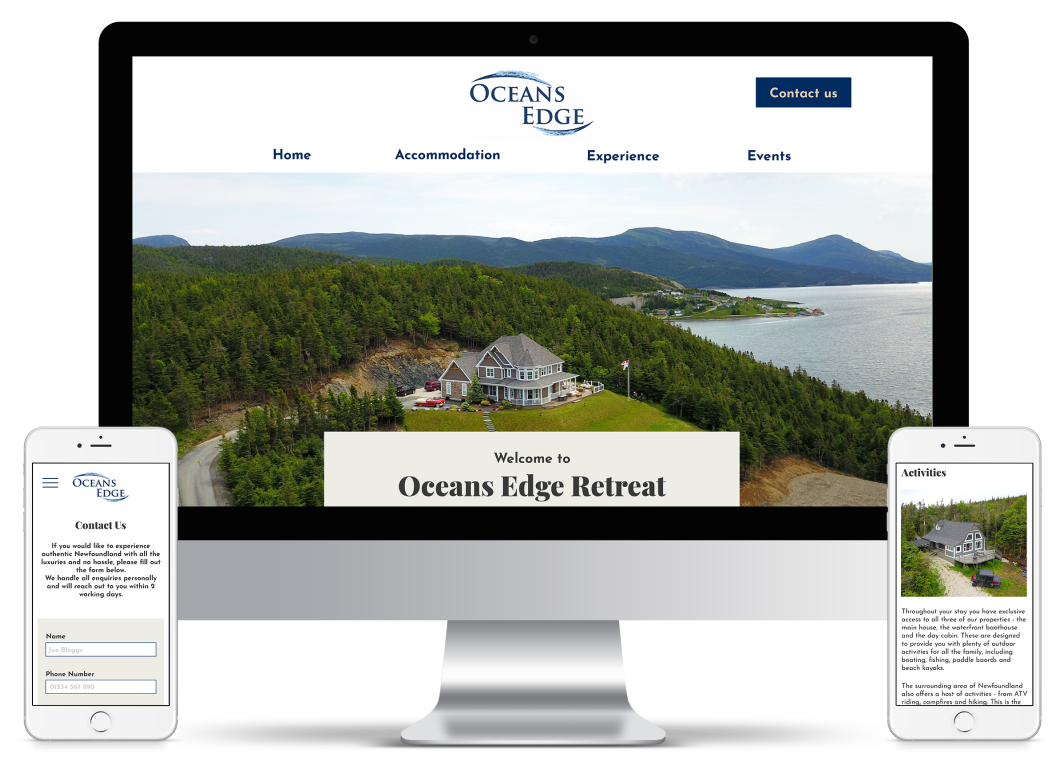 OCEANS
EDGE
Contact us
Home
Accommodation
Experience
Events
Welcome to
Oceans Edge Retreat
OCEANS
EDGE
Contact Us
If you would like to experience
authentic Newfoundland with all the
luxuries and no hassle, please fill out
the form below.
We handle all enquiries personally
and will reach out to you within 2
working days.
Name
Joe Bloggs
Phone Number
01234 567 890
Activities
Throughout your stay you have exclusive
access to all three of our properties - the
main house, the waterfront boathouse
and the day cabin. These are designed
to provide you with plenty of outdoor
activities for all the family, including
boating, fishing, paddle boards and
beach kayaks.
The surrounding area of Newfoundland
also offers a host of activities - from ATV
riding, campfires and hiking. This is the